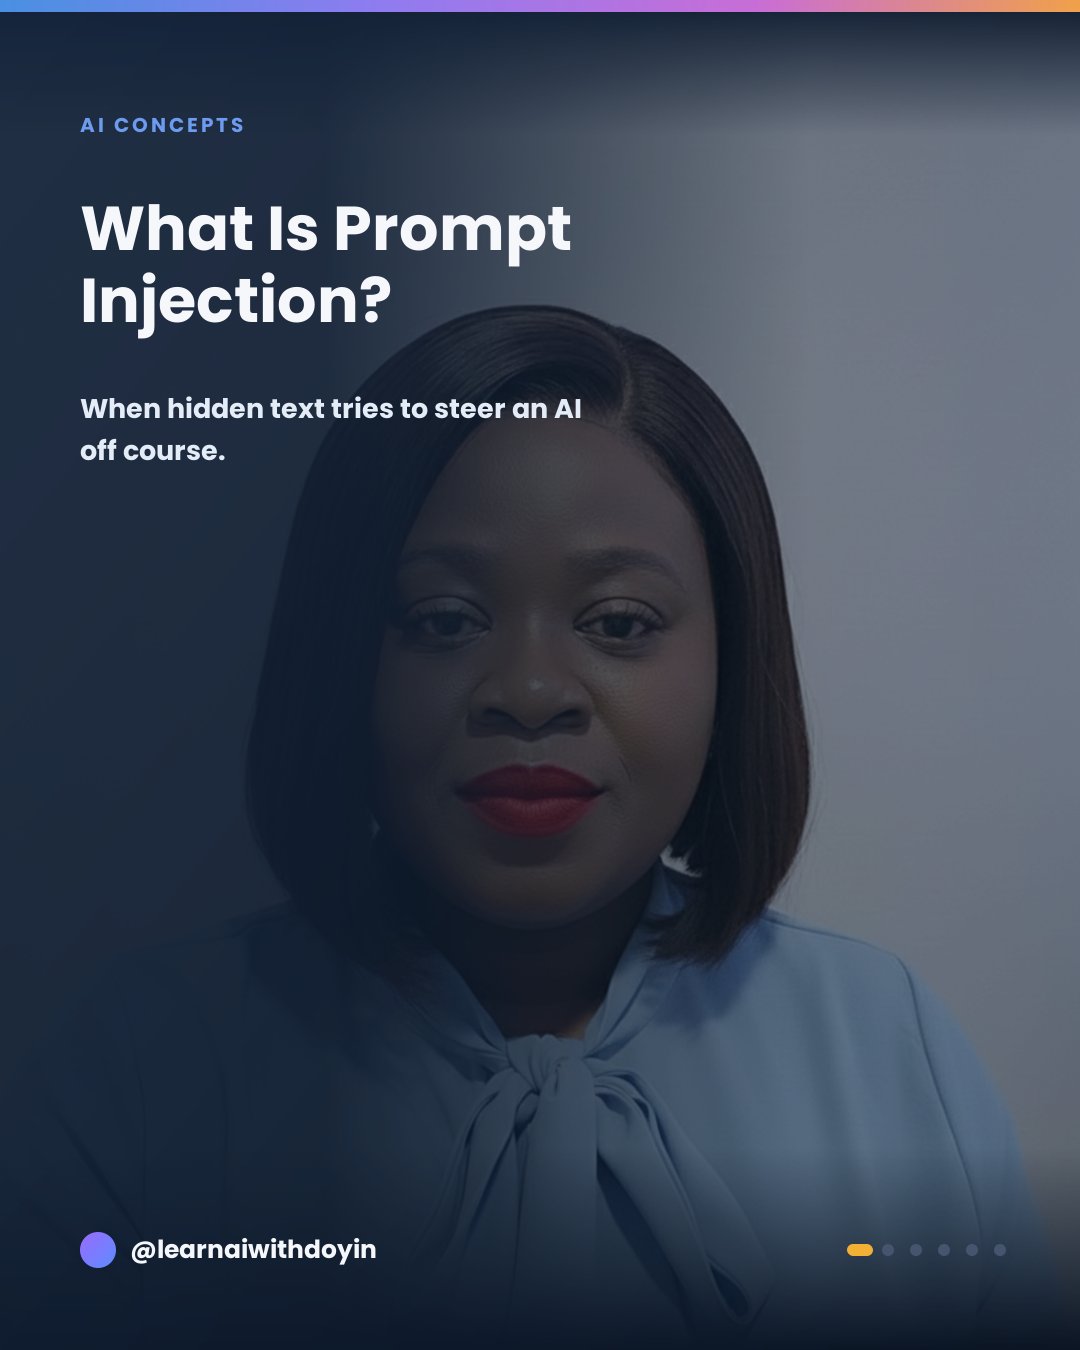 AI CONCEPTS
What Is Prompt
Injection?
When hidden text tries to steer an AI
off course.
@learnaiwithdoyin